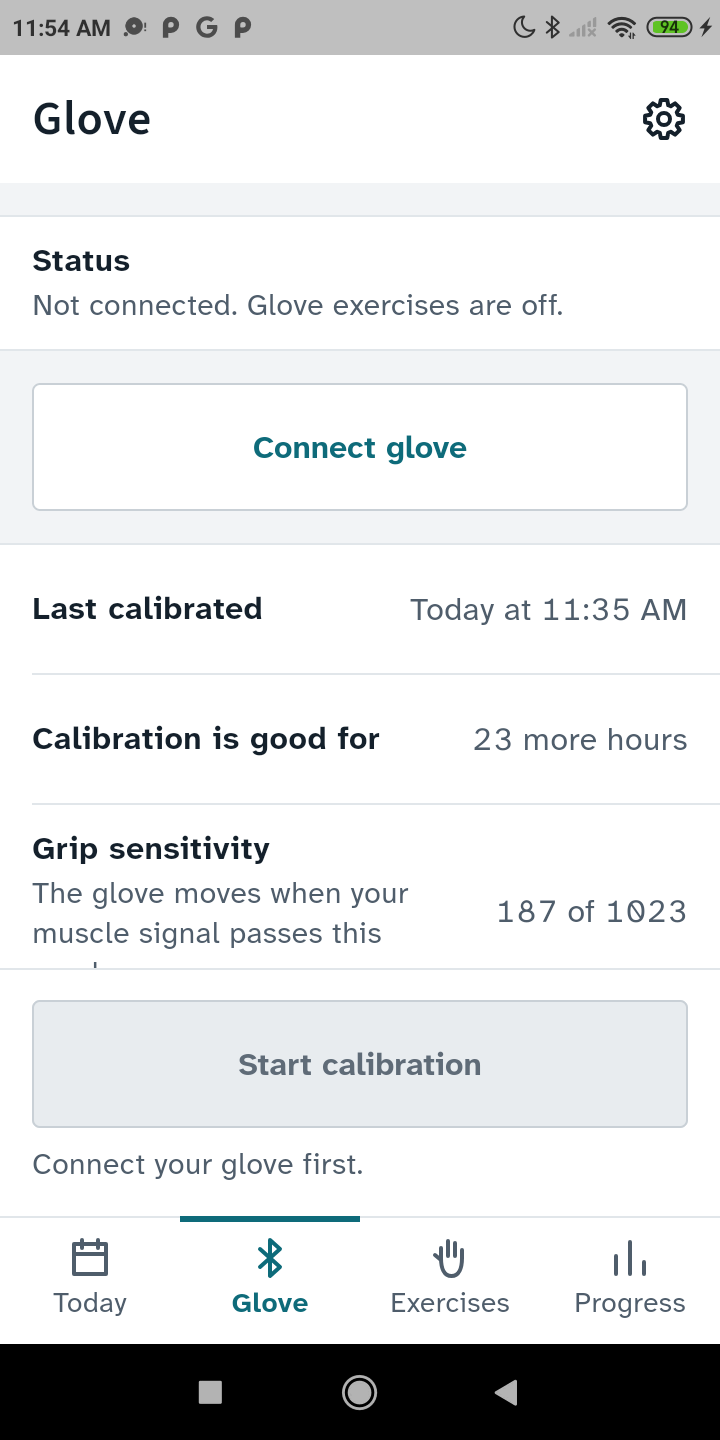 11:54 AM
94
Glove
Status
Not connected. Glove exercises are off.
Connect glove
Last calibrated
Today at 11:35 AM
Calibration is good for
23 more hours
Grip sensitivity
The glove moves when your
muscle signal passes this
187 of 1023
Start calibration
Connect your glove first.
Today
Glove
Exercises
Progress